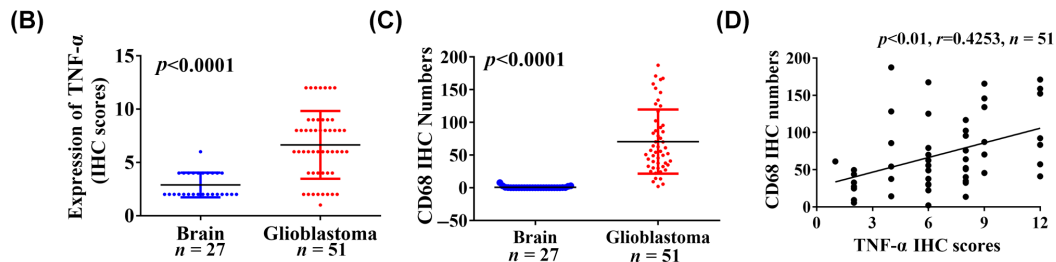 (B)
Expression of TNF-α
(IHC scores)
15
10
5
0
p<0.0001
Brain
n = 27
Glioblastoma
n = 51
(C)
CD68 IHC Numbers
200
150
100
50
0
−50
p<0.0001
Brain
n = 27
Glioblastoma
n = 51
(D)
p<0.01, r=0.4253, n = 51
CD68 IHC numbers
200
150
100
50
0
0
3
6
9
12
TNF-α IHC scores